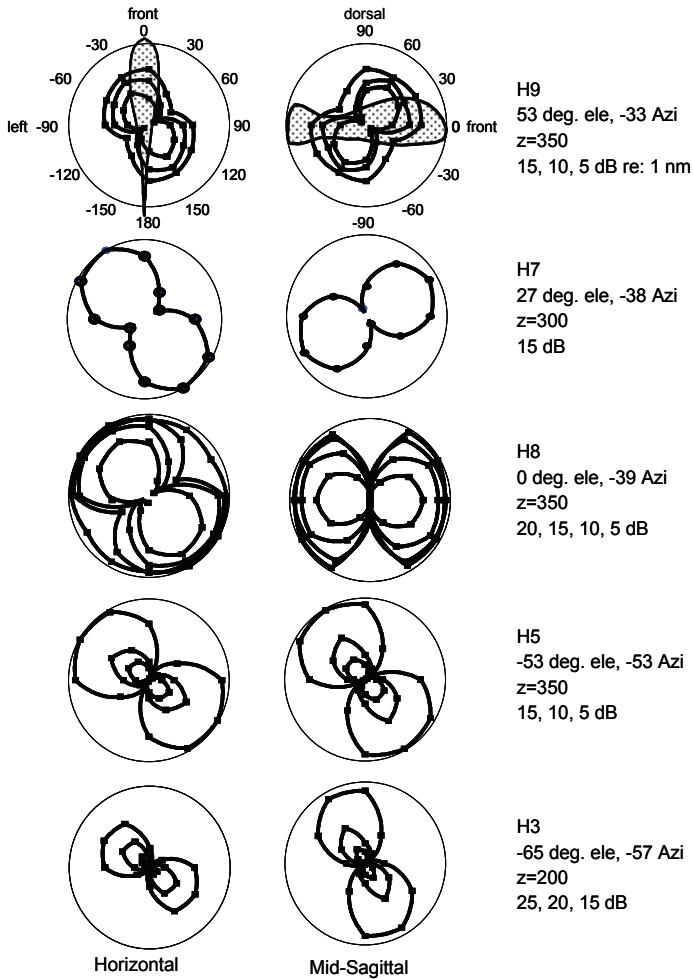 front
0
-30 30
-60 60
left -90 90
-120 120
-150 150
180
dorsal
90
60
30
0 front
-30
-60
-90
H9
53 deg. ele, -33 Azi
z=350
15, 10, 5 dB re: 1 nm
H7
27 deg. ele, -38 Azi
z=300
15 dB
H8
0 deg. ele, -39 Azi
z=350
20, 15, 10, 5 dB
H5
-53 deg. ele, -53 Azi
z=350
15, 10, 5 dB
H3
-65 deg. ele, -57 Azi
z=200
25, 20, 15 dB
Horizontal
Mid-Sagittal